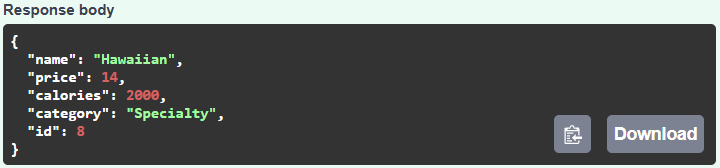 Response body
{
  "name": "Hawaiian",
  "price": 14,
  "calories": 2000,
  "category": "Specialty",
  "id": 8
}
Download